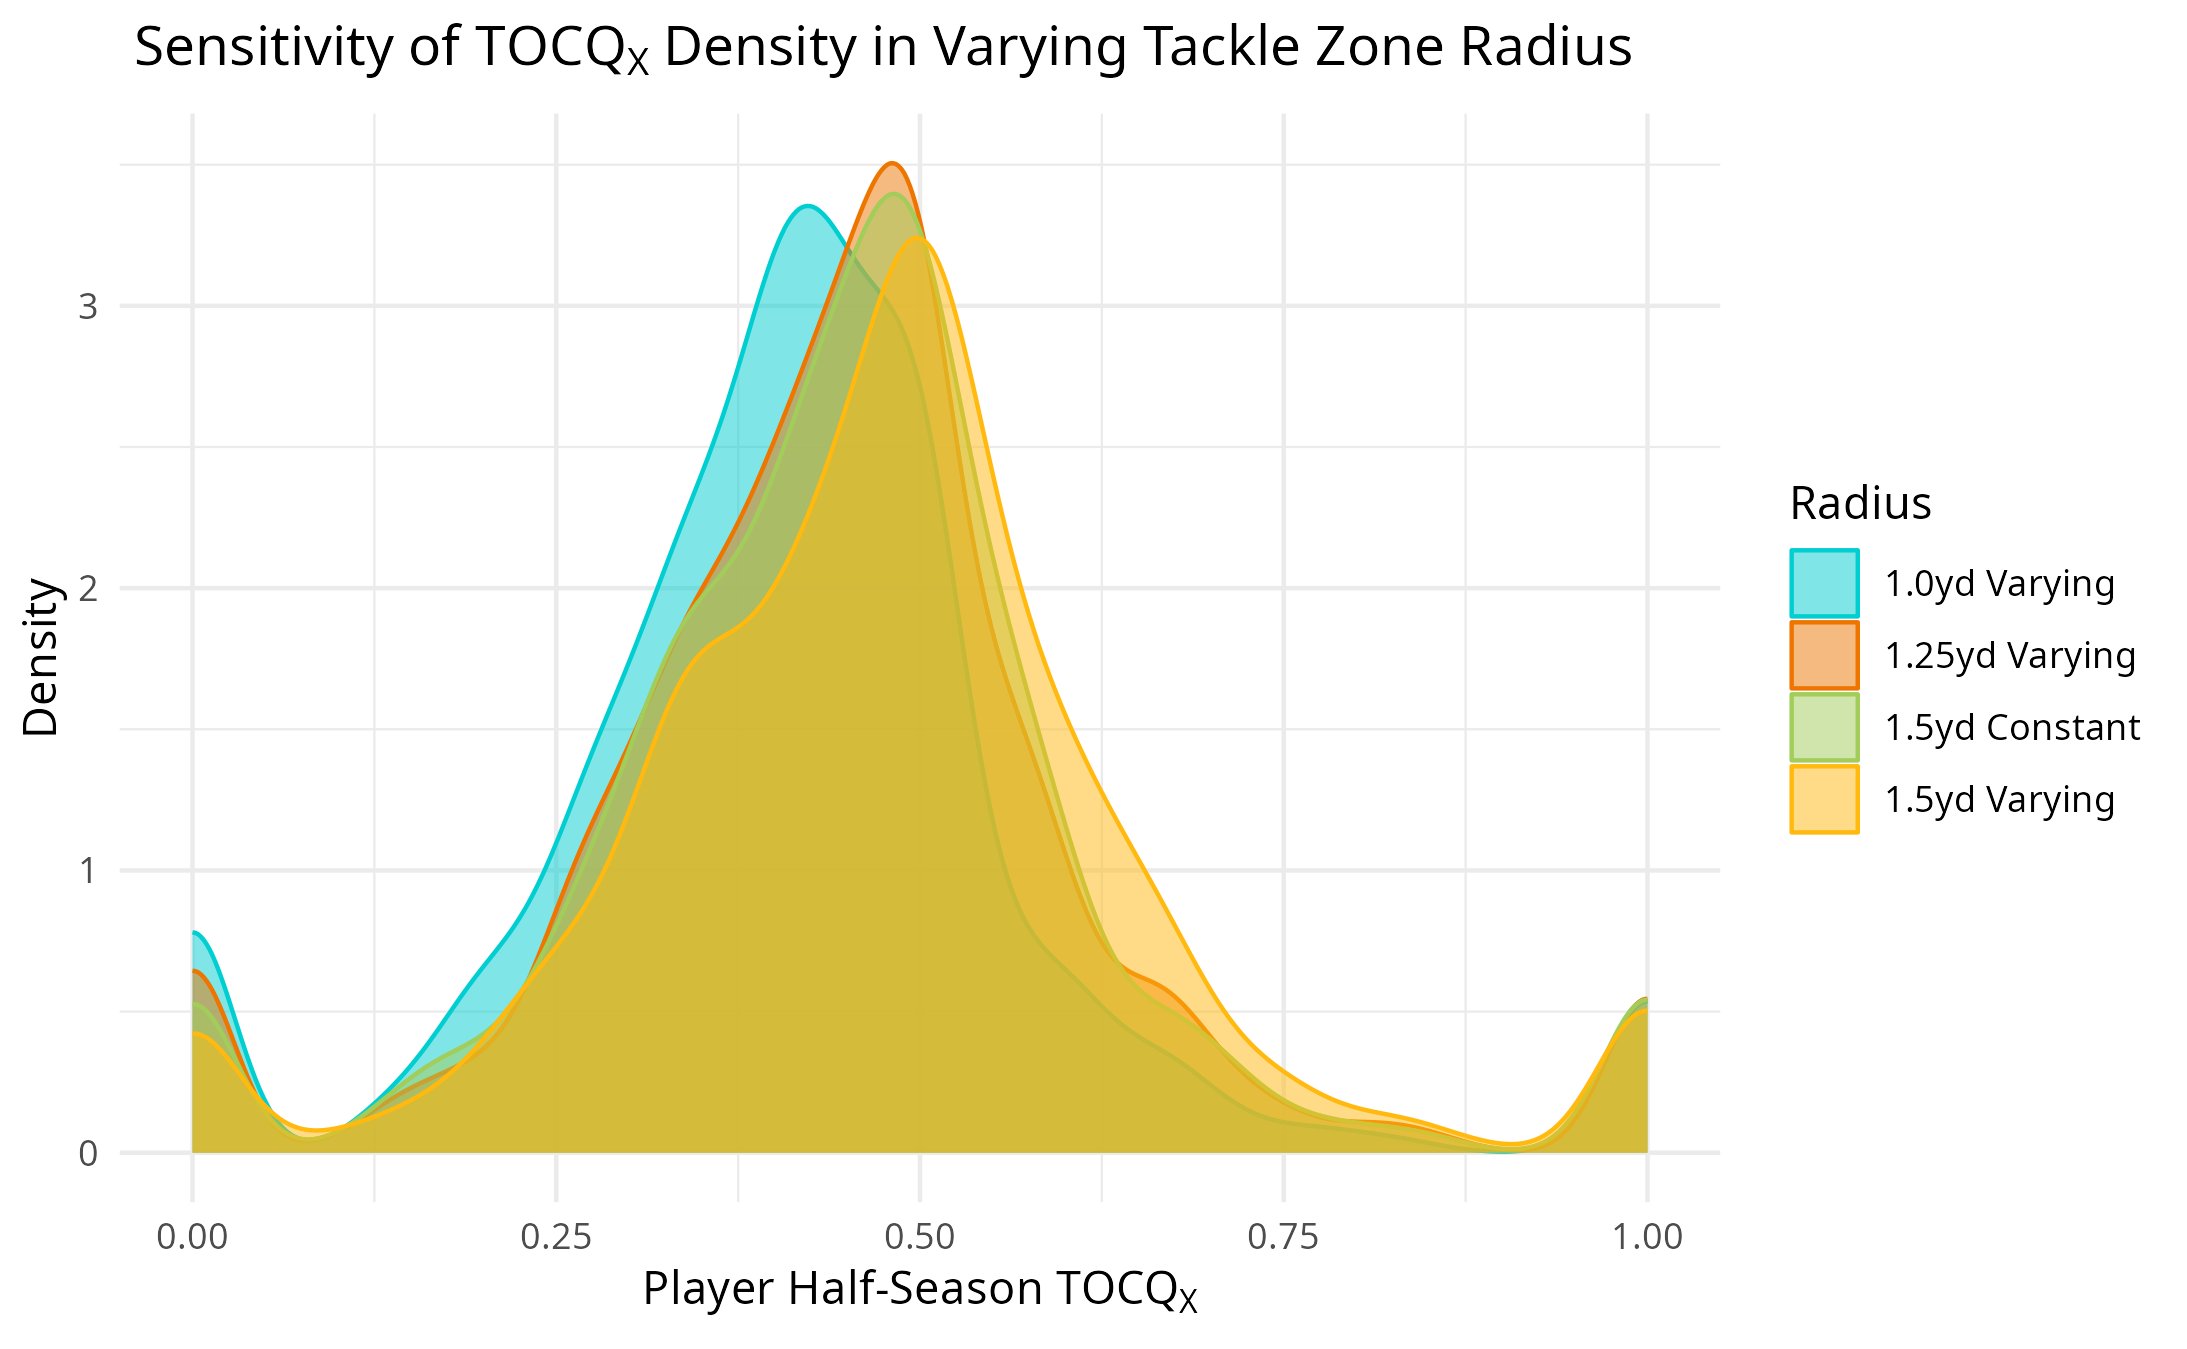 Sensitivity of TOCQX Density in Varying Tackle Zone Radius
Density
3
2
1
0
0.00 0.25 0.50 0.75 1.00
Player Half-Season TOCQX
Radius
1.0yd Varying
1.25yd Varying
1.5yd Constant
1.5yd Varying